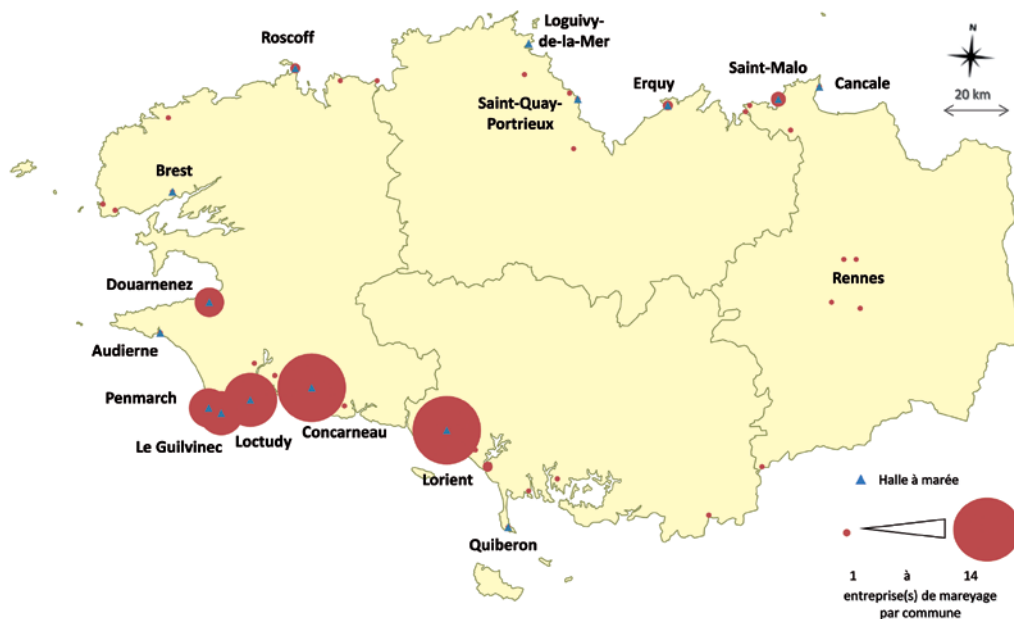 Loguivy-
de-la-Mer
Roscoff
N
Saint-Malo
Erquy
Cancale
20 km
Saint-Quay-
Portrieux
Brest
Rennes
Douarnenez
Audierne
Penmarch
Le Guilvinec
Loctudy
Concarneau
Lorient
Halle à marée
Quiberon
1 à 14
entreprise(s) de mareyage
par commune